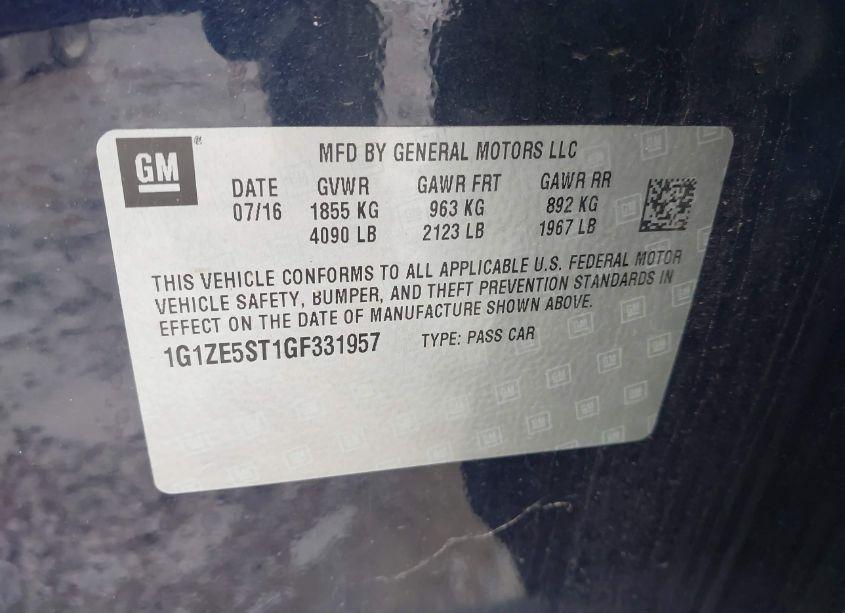 GM ®
MFD BY GENERAL MOTORS LLC
DATE GVWR GAWR FRT GAWR RR
07/16 1855 KG 963 KG 892 KG
4090 LB 2123 LB 1967 LB
THIS VEHICLE CONFORMS TO ALL APPLICABLE U.S. FEDERAL MOTOR
VEHICLE SAFETY, BUMPER, AND THEFT PREVENTION STANDARDS IN
EFFECT ON THE DATE OF MANUFACTURE SHOWN ABOVE.
1G1ZE5ST1GF331957 TYPE: PASS CAR